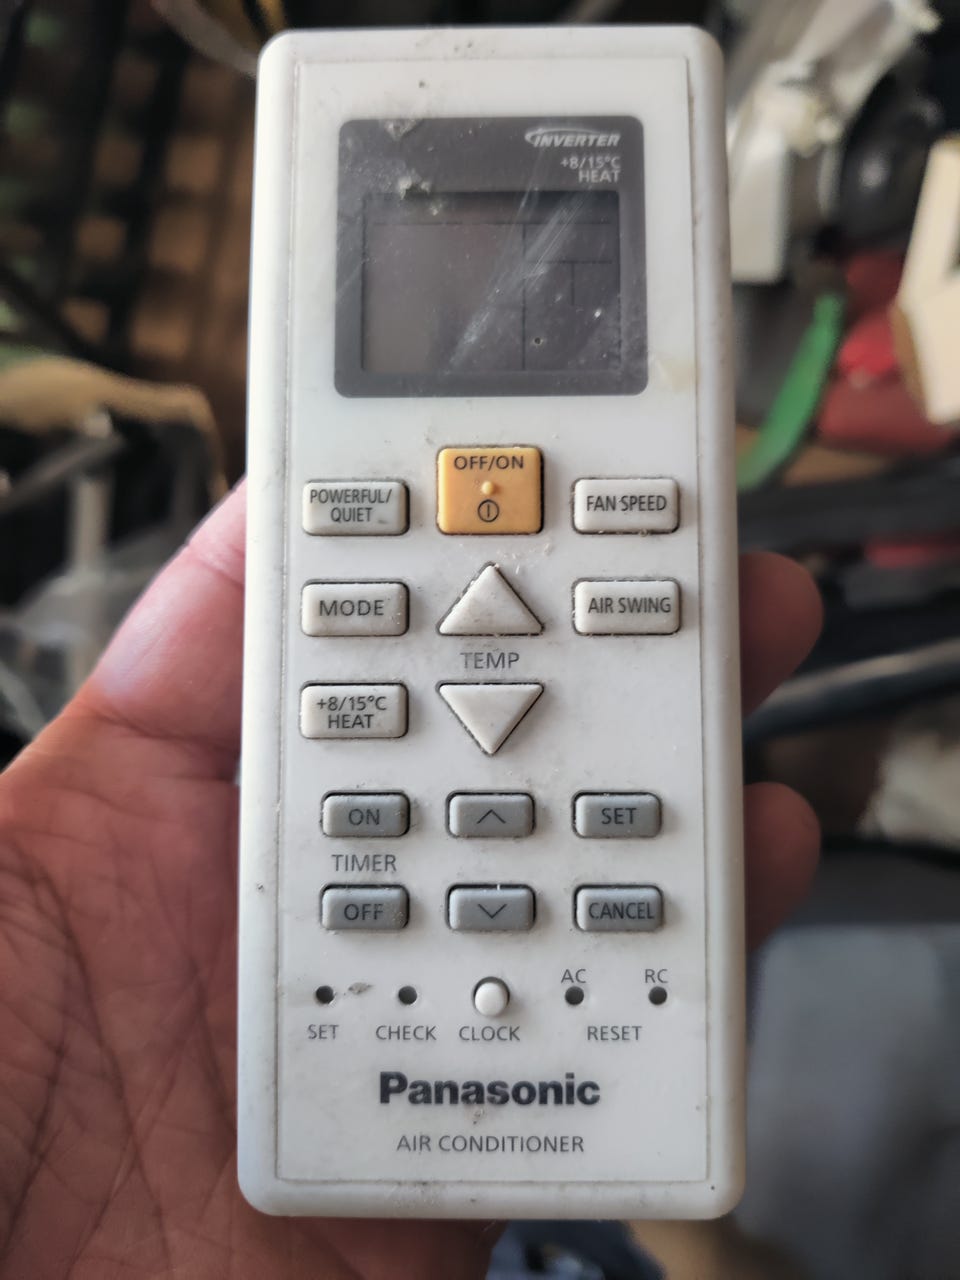 INVERTER
+8/15°C
HEAT
OFF/ON
POWERFUL/
QUIET
FAN SPEED
MODE
AIR SWING
TEMP
+8/15°C
HEAT
ON
SET
TIMER
OFF
CANCEL
AC
RC
SET
CHECK
CLOCK
RESET
Panasonic
AIR CONDITIONER